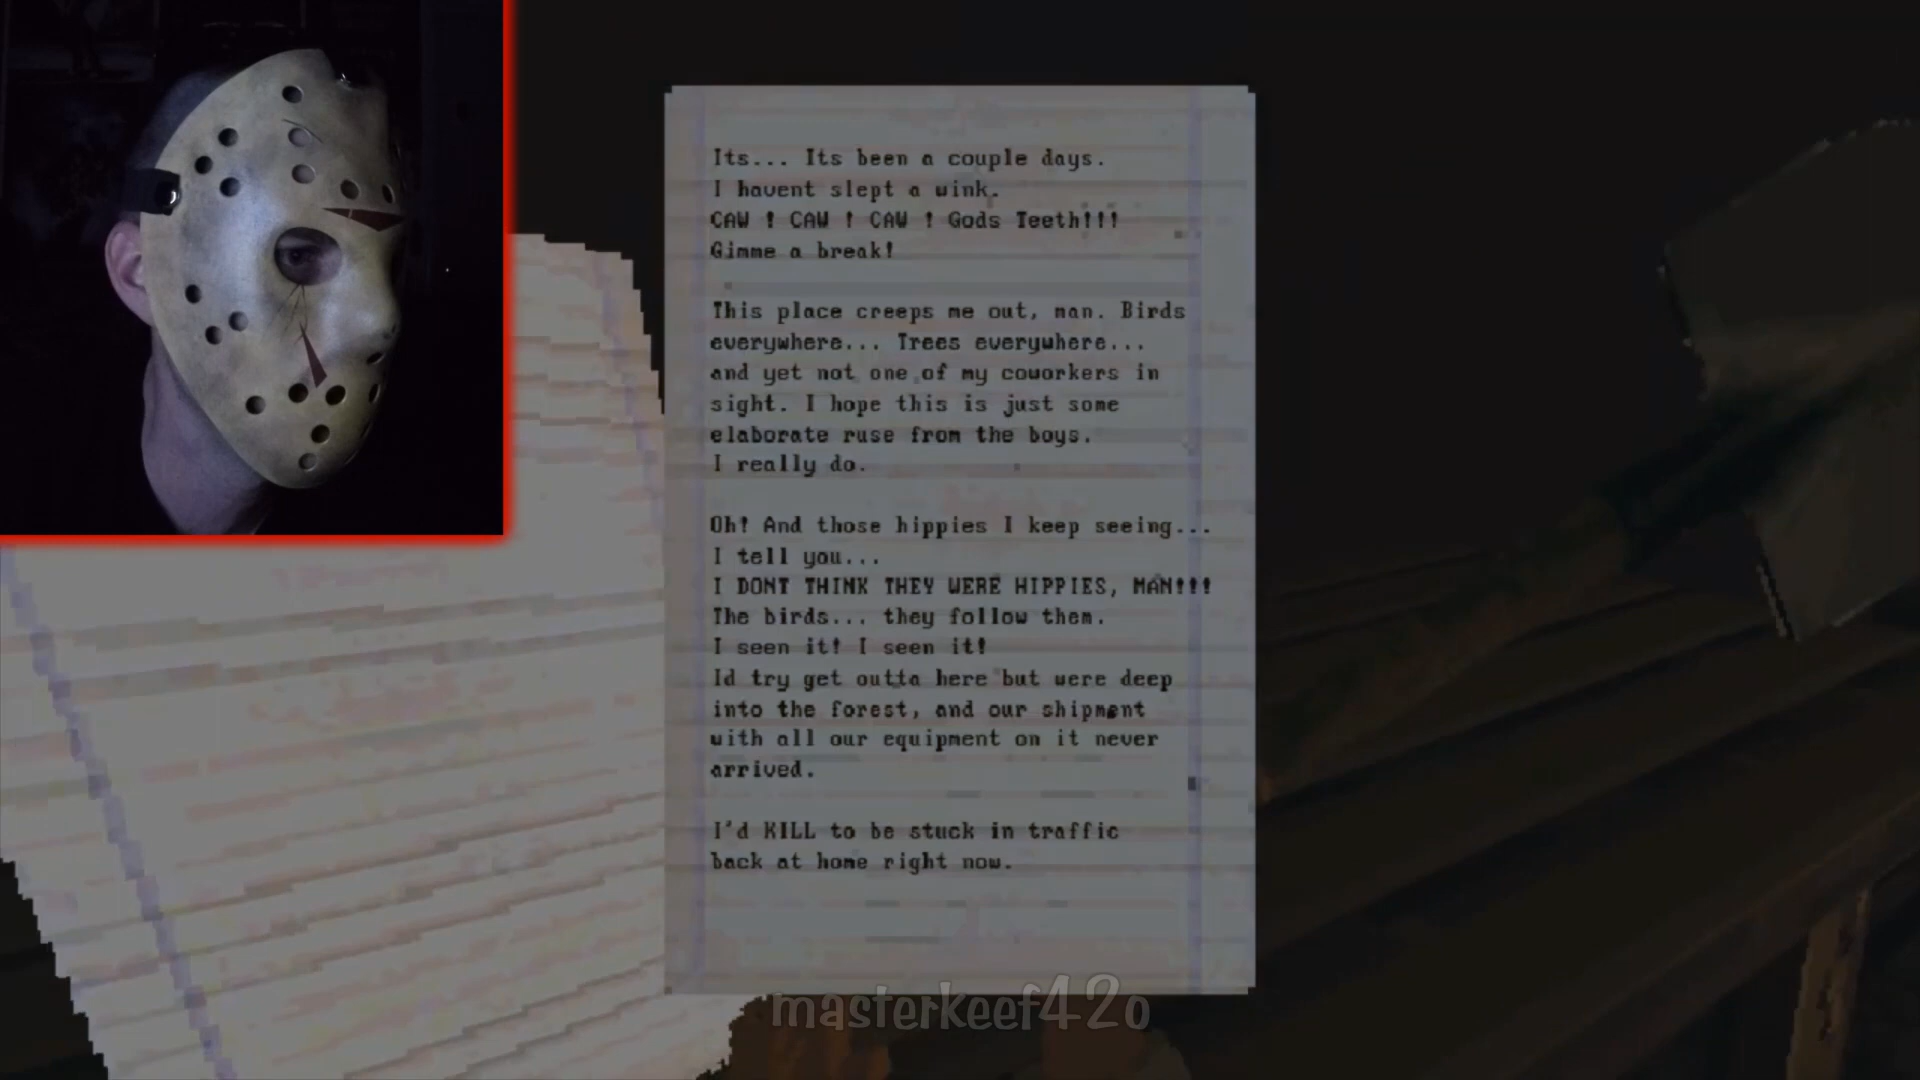 Its... Its been a couple days.
I havent slept a wink.
CAW ! CAW ! CAW ! Gods Teeth!!!
Gimme a break!
This place creeps me out, man. Birds
everywhere... Trees everywhere...
and yet not one of my coworkers in
sight. I hope this is just some
elaborate ruse from the boys.
I really do.
Oh! And those hippies I keep seeing...
I tell you...
I DONT THINK THEY WERE HIPPIES, MAN!!!
The birds... they follow them.
I seen it! I seen it!
Id try get outta here but were deep
into the forest, and our shipment
with all our equipment on it never
arrived.
I'd KILL to be stuck in traffic
back at home right now.
masterkeef420